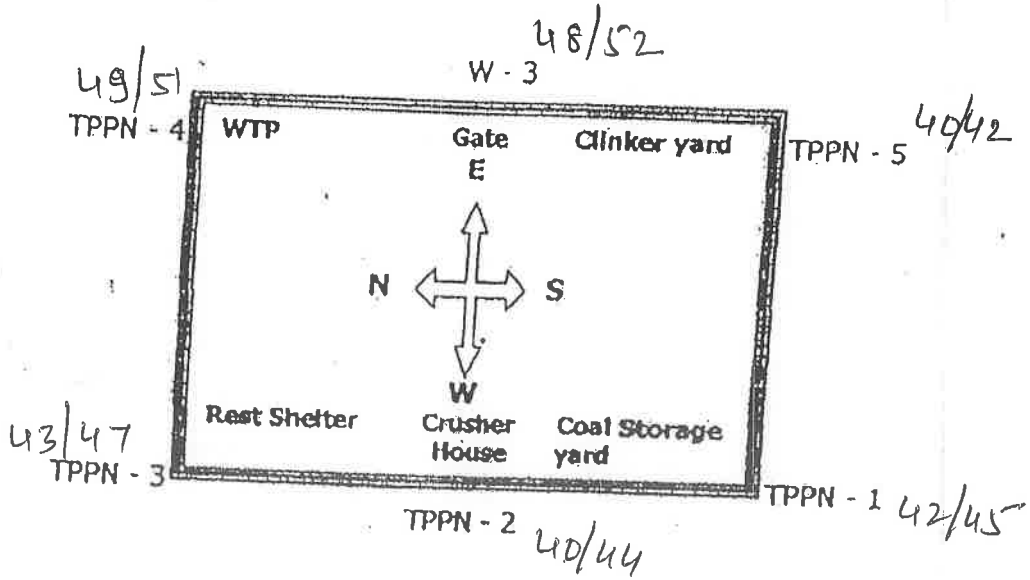 48/52
49/51
W - 3
40/42
TPPN - 4
WTP
Gate
Clinker yard
TPPN - 5
E
N
S
W
43/47
Rest Shelter
Crusher
House
Coal Storage
yard
TPPN - 3
TPPN - 1
42/45
TPPN - 2
40/44